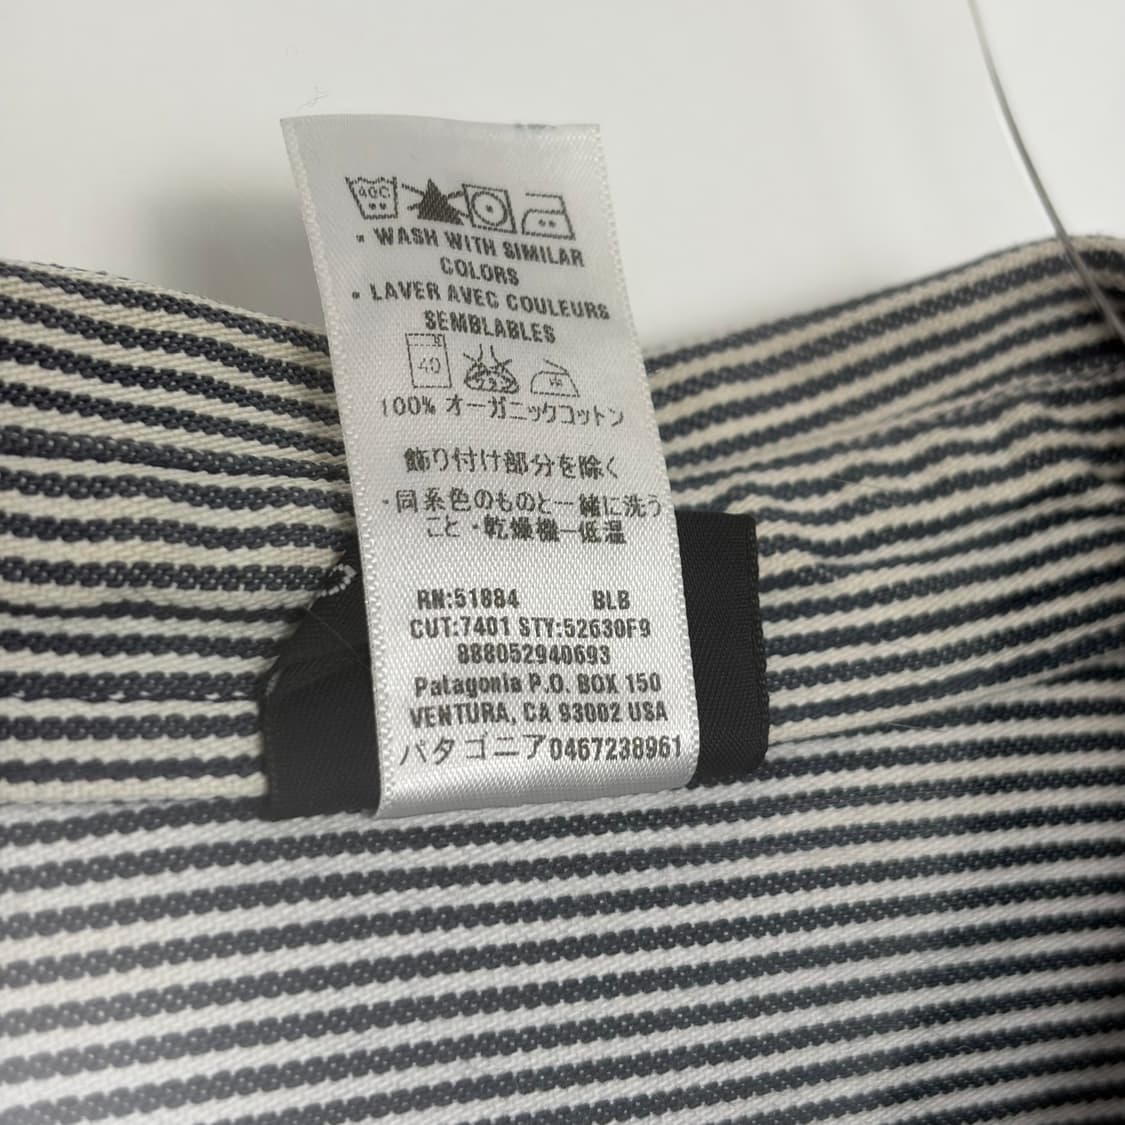 40C
• WASH WITH SIMILAR
COLORS
• LAVER AVEC COULEURS
SEMBLABLES
40
100% オーガニックコットン
飾り付け部分を除く
・同系色のものと一緒に洗う
こと・乾燥機ー低温
RN:51884 BLB
CUT:7401 STY:52630F9
888052940693
Patagonia P.O. BOX 150
VENTURA, CA 93002 USA
パタゴニア0467238961